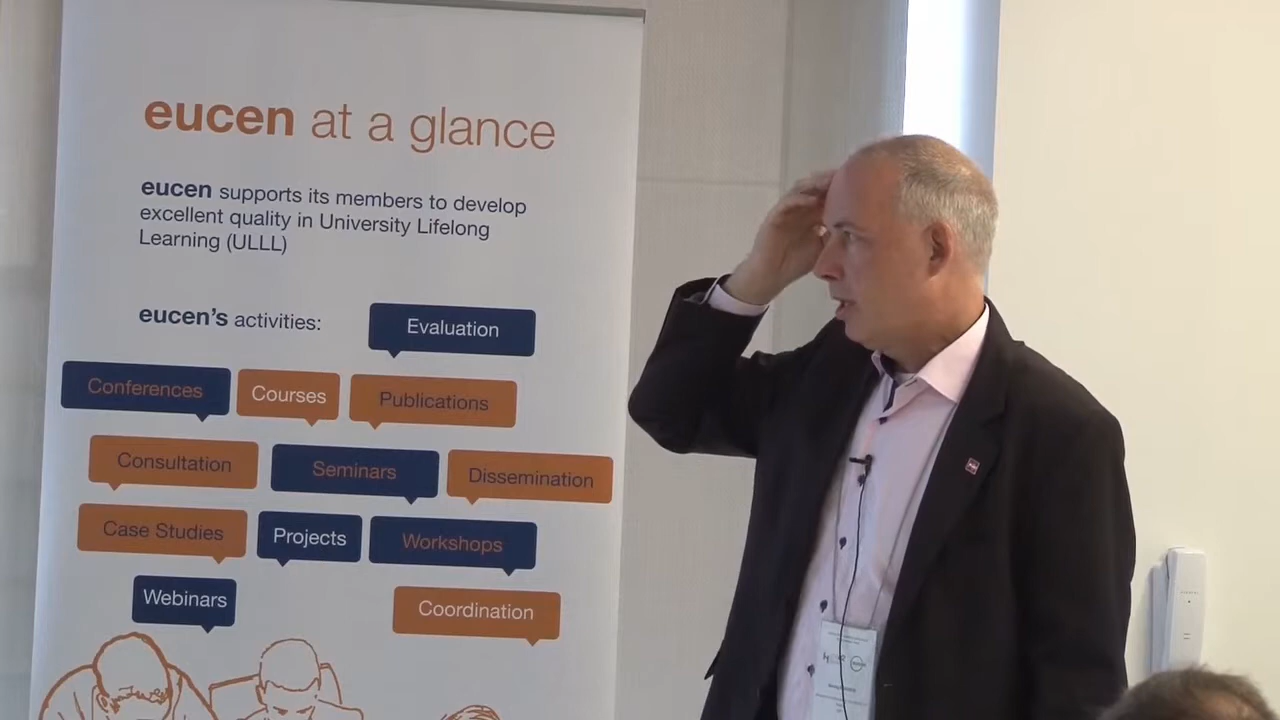 eucen at a glance
eucen supports its members to develop
excellent quality in University Lifelong
Learning (ULLL)
eucen's activities:
Evaluation
Conferences
Courses
Publications
Consultation
Seminars
Dissemination
Case Studies
Projects
Workshops
Webinars
Coordination